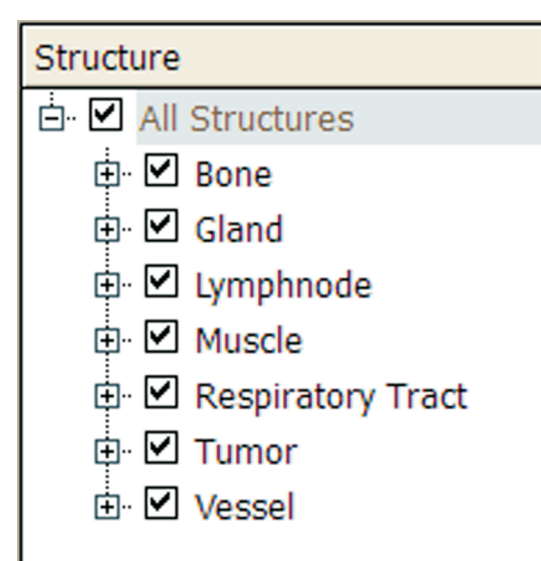 Structure
All Structures
Bone
Gland
Lymphnode
Muscle
Respiratory Tract
Tumor
Vessel